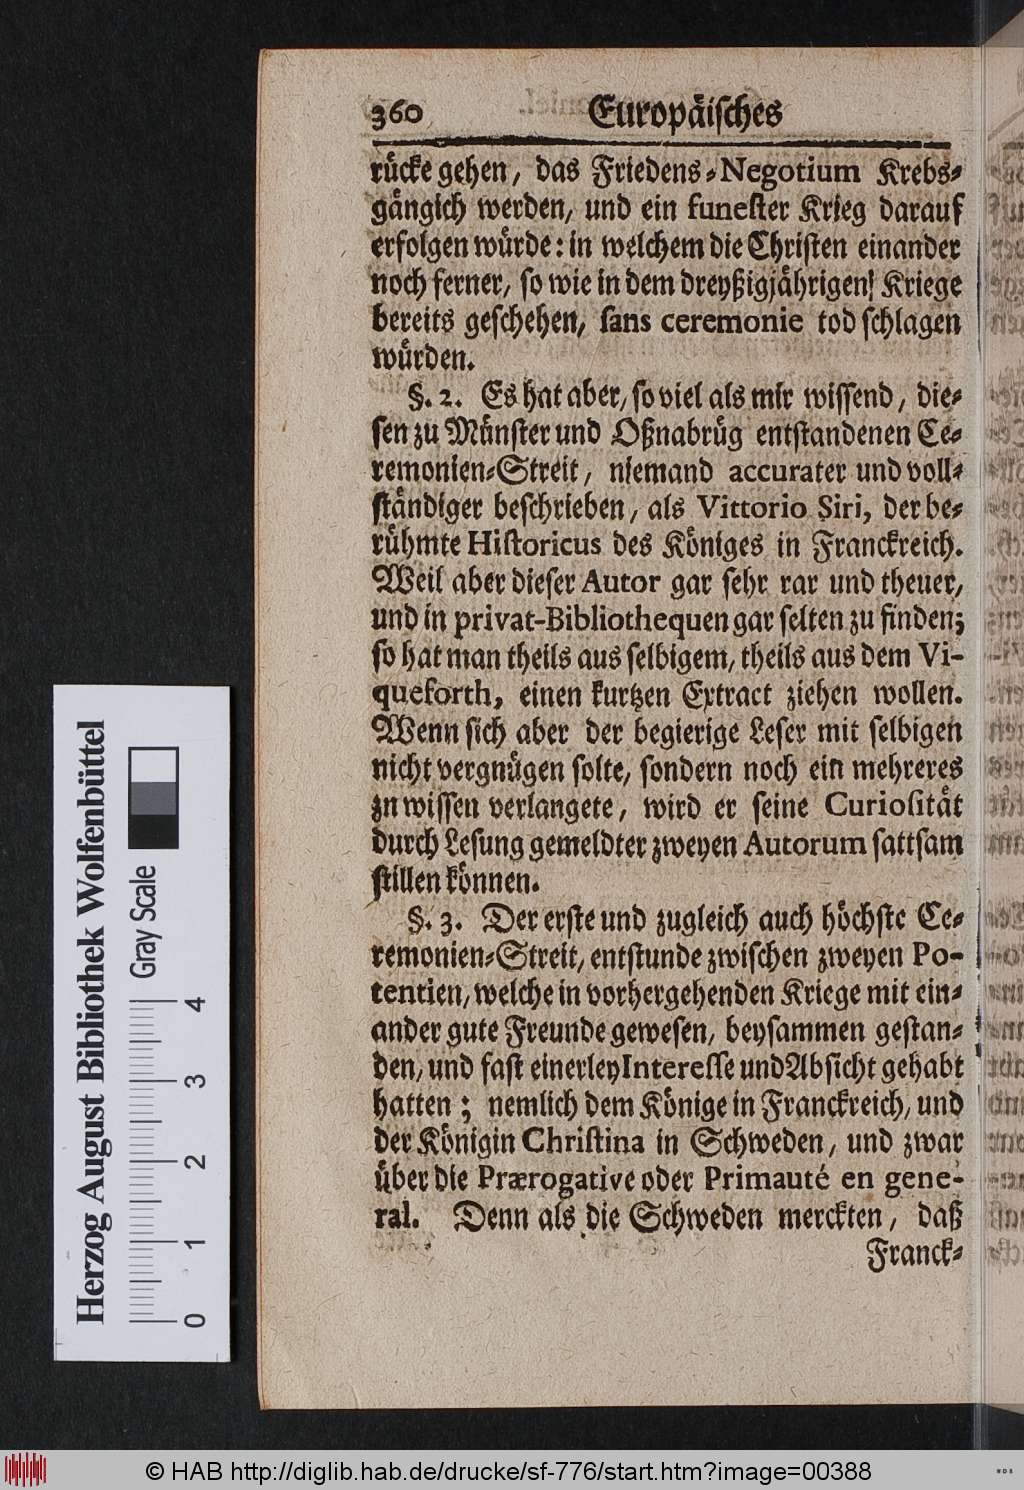 360 Europäisches
rücke gehen, das Friedens-Negotium Krebs-
gängich werden, und ein funester Krieg darauf
erfolgen würde: in welchem die Christen einander
noch ferner, so wie in dem dreyßigjährigen Kriege
bereits geschehen, sans ceremonie tod schlagen
würden.
§. 2. Es hat aber, so viel als mir wissend, die-
sen zu Münster und Oßnabrüg entstandenen Ce-
remonien-Streit, niemand accurater und voll-
ständiger beschrieben, als Vittorio Siri, der be-
rühmte Historicus des Königes in Franckreich.
Weil aber dieser Autor gar sehr rar und theuer,
und in privat-Bibliothequen gar selten zu finden;
so hat man theils aus selbigem, theils aus dem Vi-
queforth, einen kurtzen Extract ziehen wollen.
Wenn sich aber der begierige Leser mit selbigen
nicht vergnügen solte, sondern noch ein mehreres
zu wissen verlangete, wird er seine Curiosität
durch Lesung gemeldter zweyen Autorum sattsam
stillen können.
§. 3. Der erste und zugleich auch höchste Ce-
remonien-Streit, entstunde zwischen zweyen Po-
tentien, welche in vorhergehenden Kriege mit ein-
ander gute Freunde gewesen, beysammen gestan-
den, und fast einerley Interesse und Absicht gehabt
hatten; nemlich dem Könige in Franckreich, und
der Königin Christina in Schweden, und zwar
über die Prærogative oder Primauté en gene-
ral. Denn als die Schweden merckten, daß
Franck-
Herzog August Bibliothek Wolfenbüttel
Gray Scale
0 1 2 3 4
© HAB http://diglib.hab.de/drucke/sf-776/start.htm?image=00388